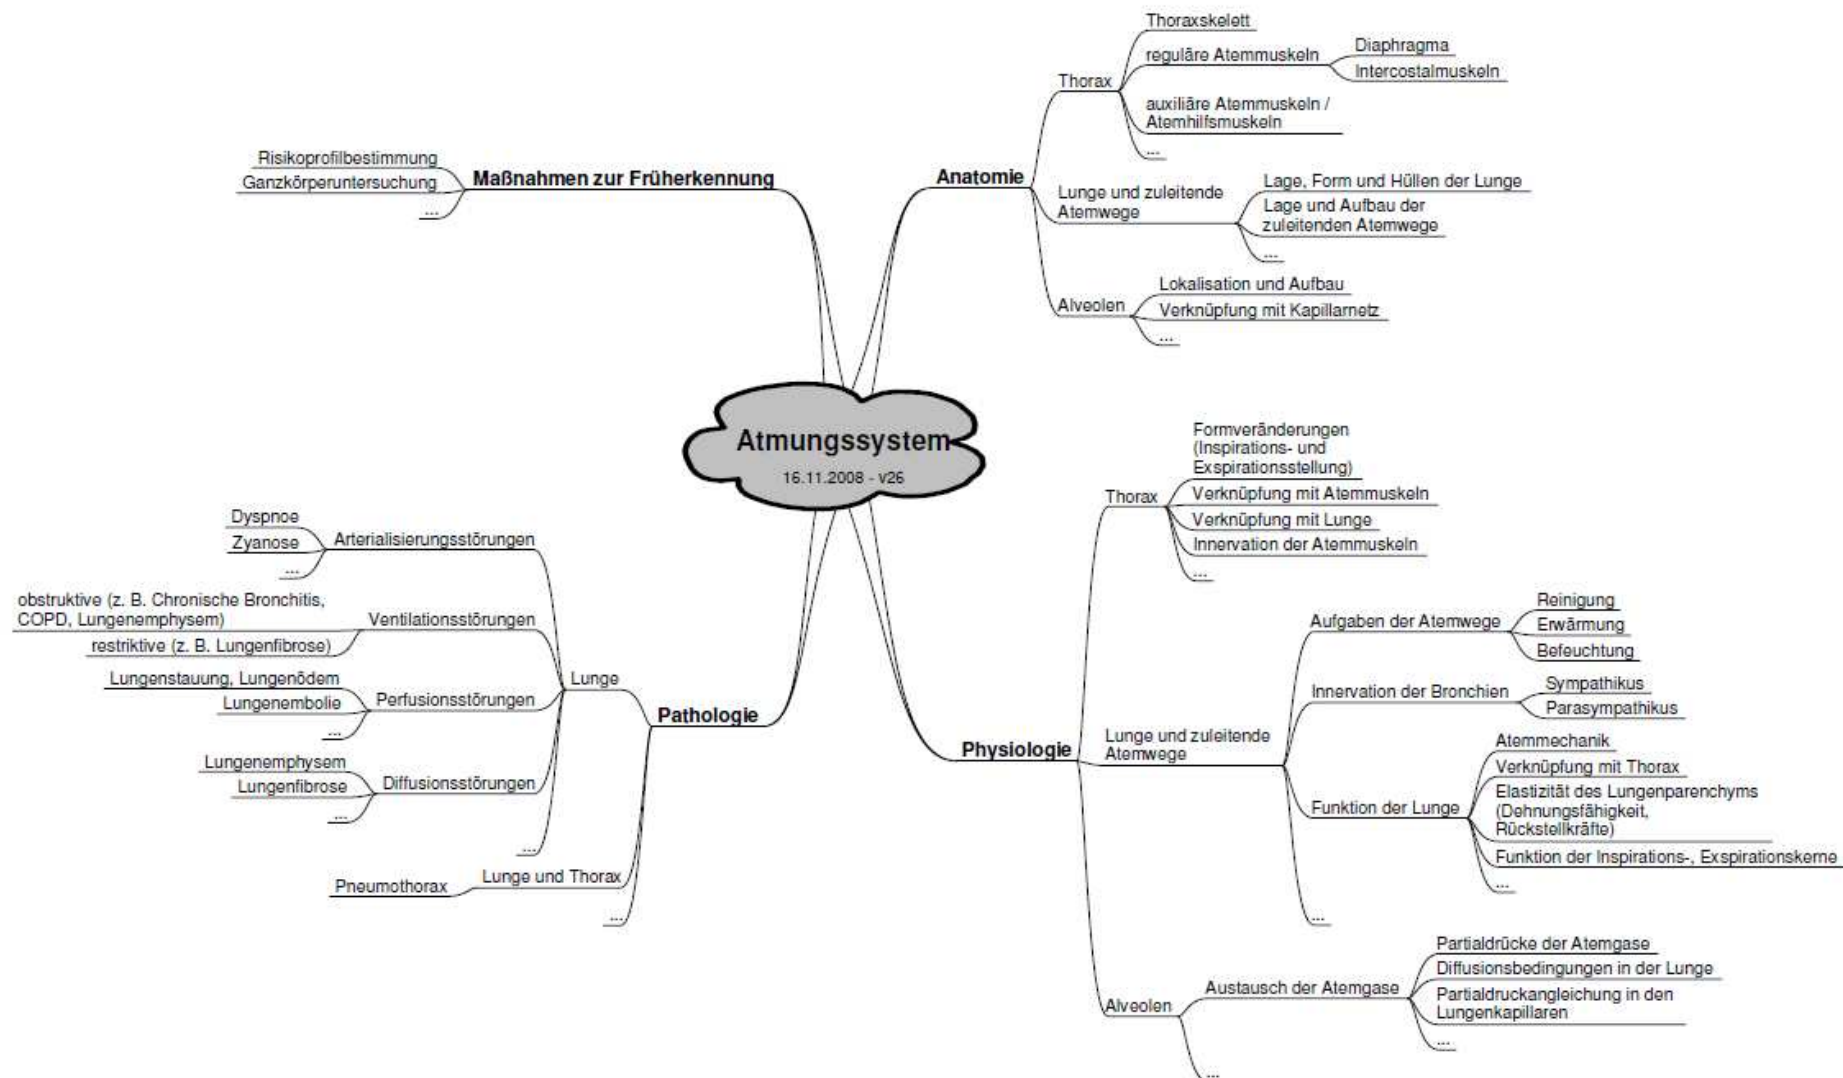 Atmungssystem
16.11.2008 - v26
Maßnahmen zur Früherkennung
Risikoprofilbestimmung
Ganzkörperuntersuchung
...
Anatomie
Thorax
Thoraxskelett
reguläre Atemmuskeln
Diaphragma
Intercostalmuskeln
auxiliäre Atemmuskeln /
Atemhilfsmuskeln
...
Lunge und zuleitende
Atemwege
Lage, Form und Hüllen der Lunge
Lage und Aufbau der
zuleitenden Atemwege
...
Alveolen
Lokalisation und Aufbau
Verknüpfung mit Kapillarnetz
...
Pathologie
Lunge
Arterialisierungsstörungen
Dyspnoe
Zyanose
...
Ventilationsstörungen
obstruktive (z. B. Chronische Bronchitis,
COPD, Lungenemphysem)
restriktive (z. B. Lungenfibrose)
Perfusionsstörungen
Lungenstauung, Lungenödem
Lungenembolie
...
Diffusionsstörungen
Lungenemphysem
Lungenfibrose
...
...
Lunge und Thorax
Pneumothorax
...
Physiologie
Thorax
Formveränderungen
(Inspirations- und
Exspirationsstellung)
Verknüpfung mit Atemmuskeln
Verknüpfung mit Lunge
Innervation der Atemmuskeln
...
Lunge und zuleitende
Atemwege
Aufgaben der Atemwege
Reinigung
Erwärmung
Befeuchtung
Innervation der Bronchien
Sympathikus
Parasympathikus
Funktion der Lunge
Atemmechanik
Verknüpfung mit Thorax
Elastizität des Lungenparenchyms
(Dehnungsfähigkeit,
Rückstellkräfte)
Funktion der Inspirations-, Exspirationskerne
...
...
Alveolen
Austausch der Atemgase
Partialdrücke der Atemgase
Diffusionsbedingungen in der Lunge
Partialdruckangleichung in den
Lungenkapillaren
...
...